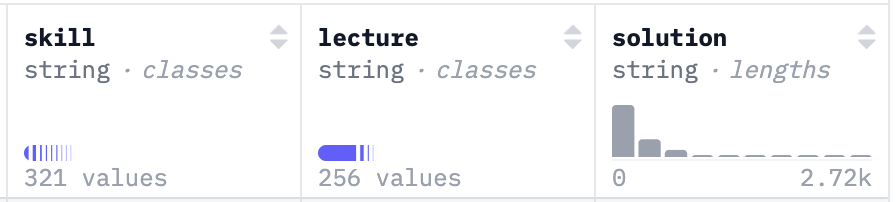 skill
string · classes
321 values
lecture
string · classes
256 values
solution
string · lengths
0 2.72k